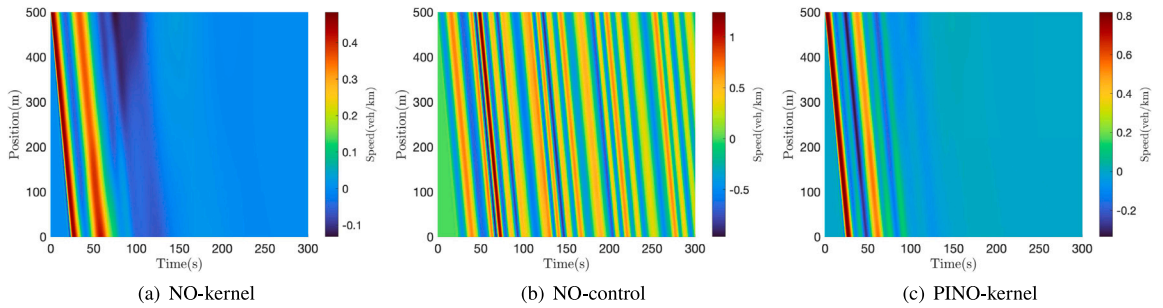 500
400
300
200
100
0
Position(m)
0 50 100 150 200 250 300
Time(s)
0.4
0.3
0.2
0.1
0
-0.1
Speed(veh/km)
(a) NO-kernel
500
400
300
200
100
0
Position(m)
0 50 100 150 200 250 300
Time(s)
1
0.5
0
-0.5
Speed(veh/km)
(b) NO-control
500
400
300
200
100
0
Position(m)
0 50 100 150 200 250 300
Time(s)
0.8
0.6
0.4
0.2
0
-0.2
Speed(veh/km)
(c) PINO-kernel